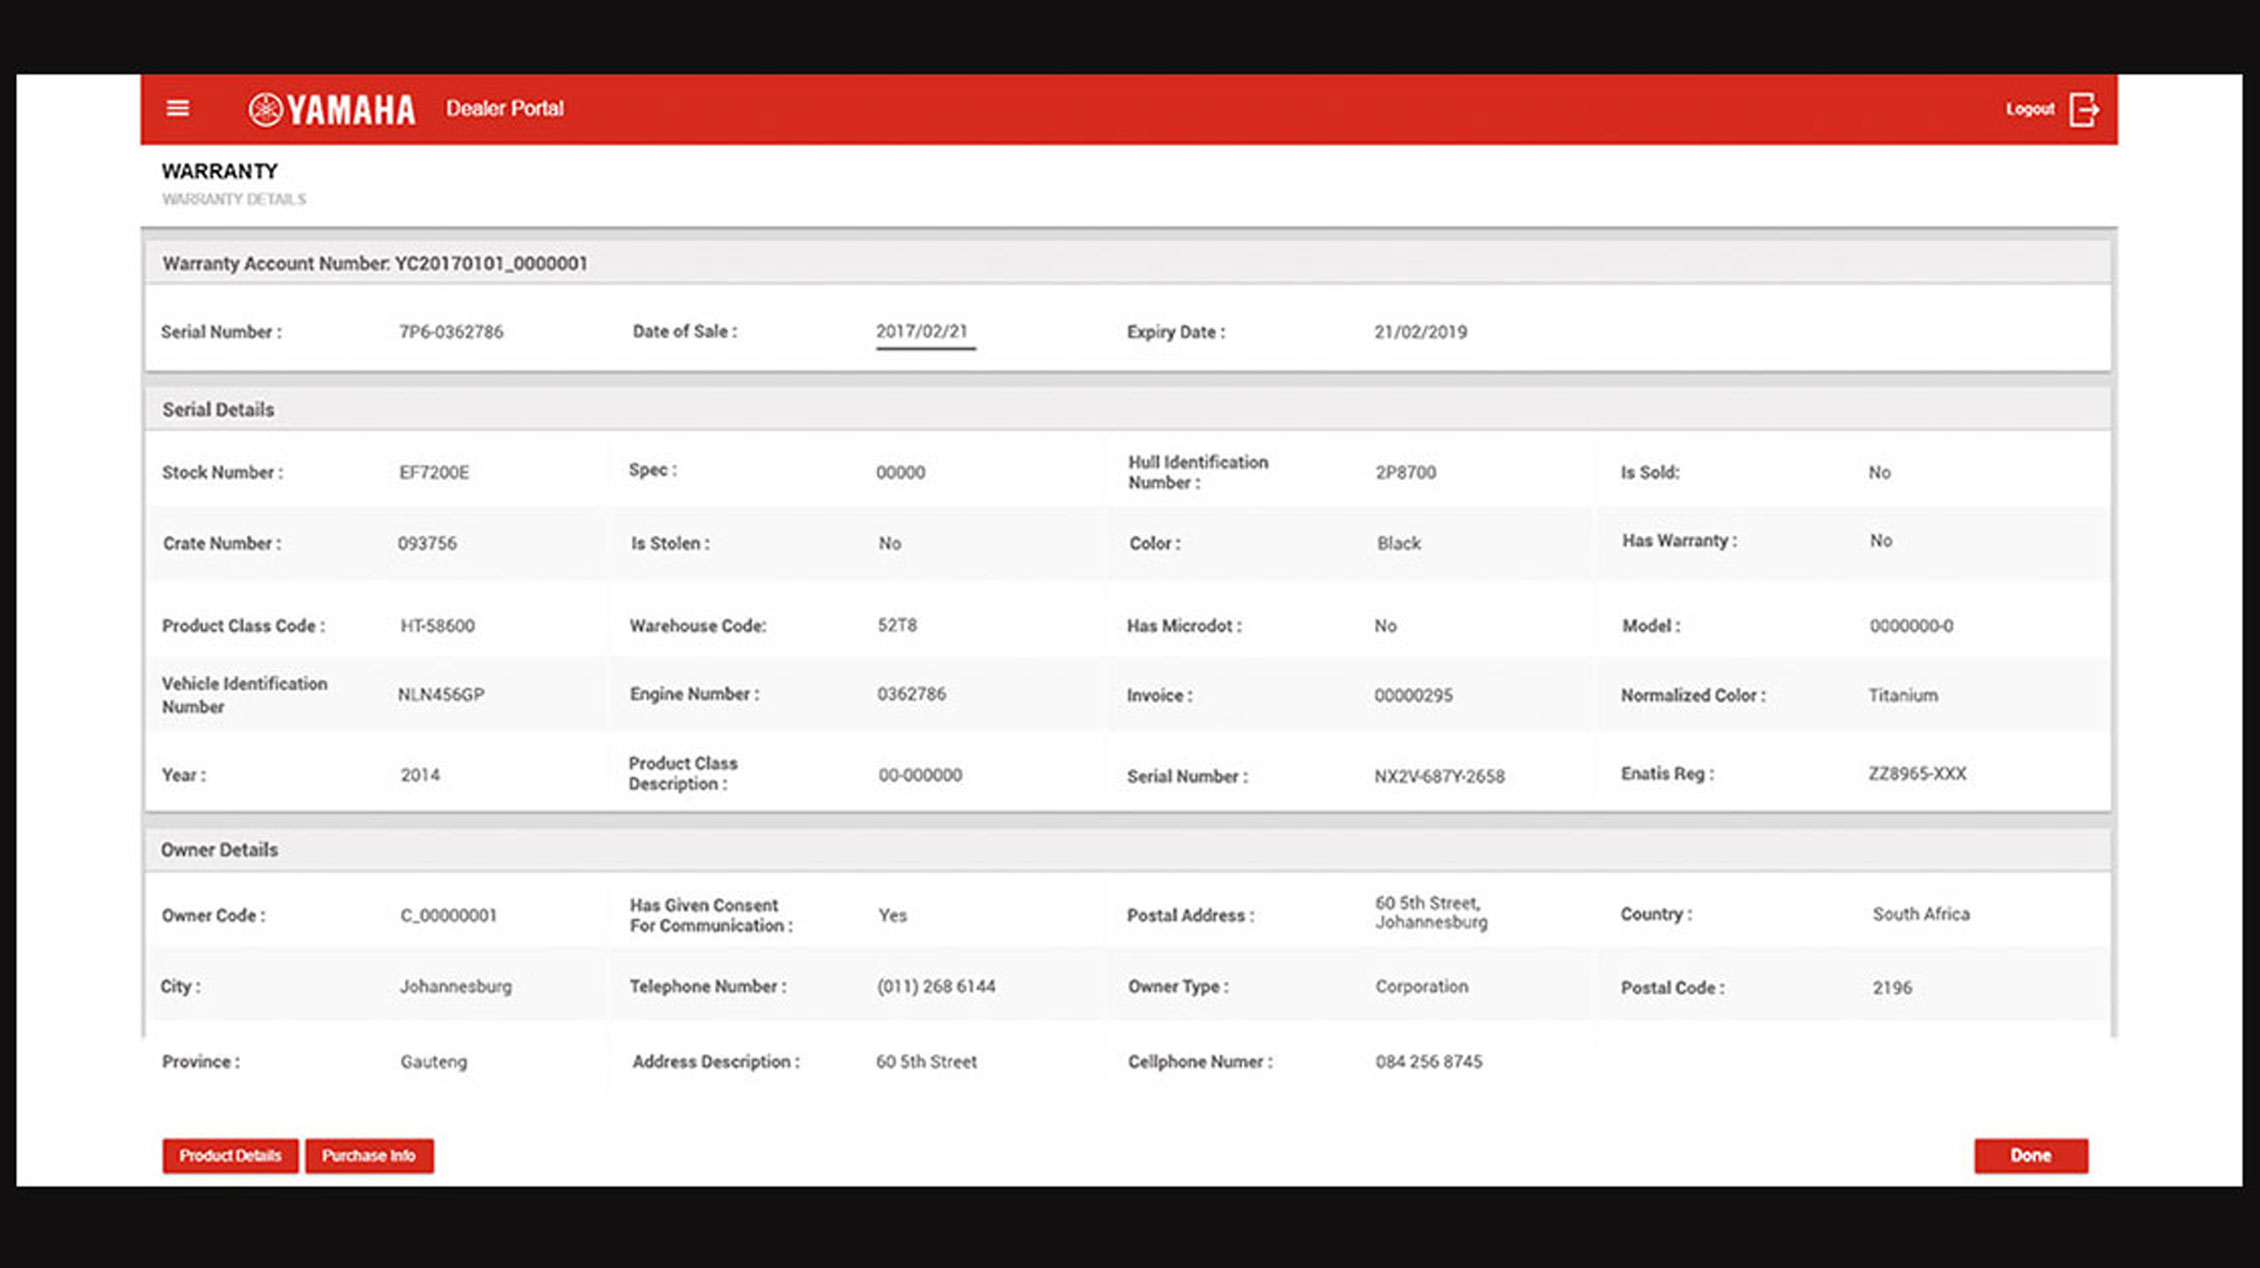 YAMAHA Dealer Portal Logout
WARRANTY
WARRANTY DETAILS
Warranty Account Number: YC20170101_0000001
Serial Number : 7P6-0362786 Date of Sale : 2017/02/21 Expiry Date : 21/02/2019
Serial Details
Stock Number : EF7200E Spec : 00000 Hull Identification Number : 2P8700 Is Sold: No
Crate Number : 093756 Is Stolen : No Color : Black Has Warranty : No
Product Class Code : HT-58600 Warehouse Code: 52T8 Has Microdot : No Model : 0000000-0
Vehicle Identification Number NLN456GP Engine Number : 0362786 Invoice : 00000295 Normalized Color : Titanium
Year : 2014 Product Class Description : 00-000000 Serial Number : NX2V-687Y-2658 Enatis Reg : ZZ8965-XXX
Owner Details
Owner Code : C_00000001 Has Given Consent For Communication : Yes Postal Address : 60 5th Street, Johannesburg Country : South Africa
City : Johannesburg Telephone Number : (011) 268 6144 Owner Type : Corporation Postal Code : 2196
Province : Gauteng Address Description : 60 5th Street Cellphone Numer : 084 256 8745
Product Details Purchase Info Done